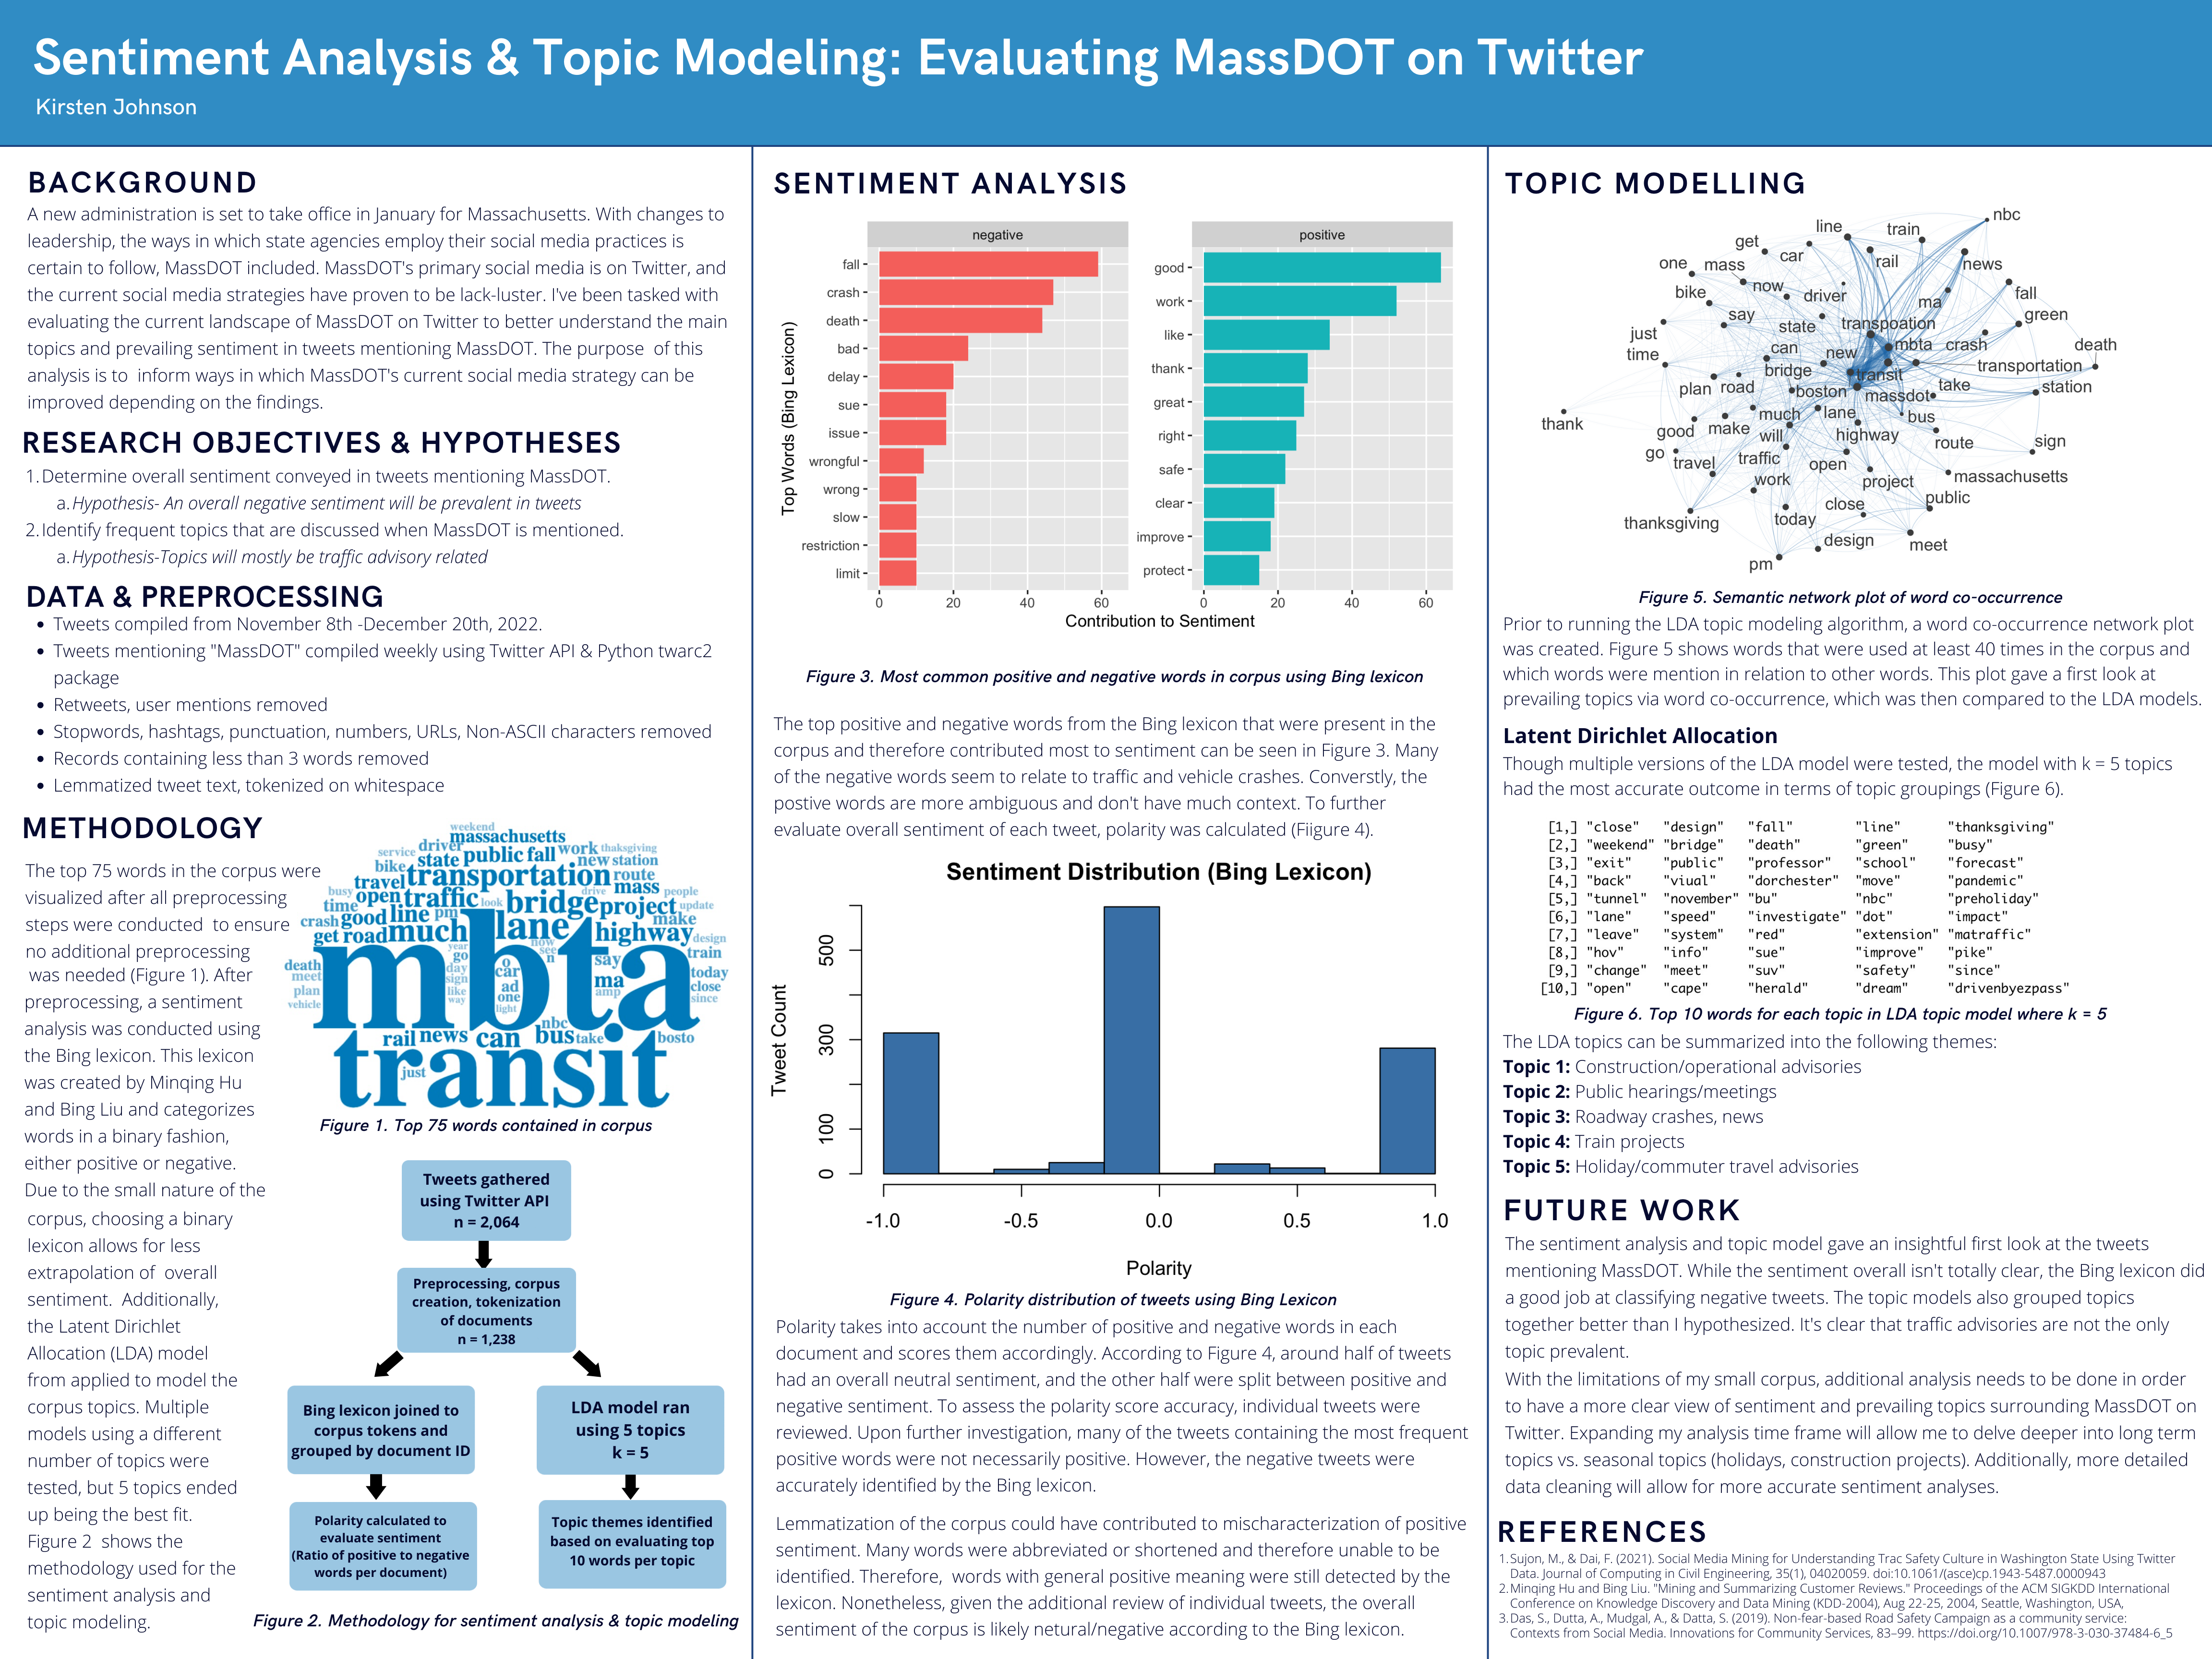 Sentiment Analysis & Topic Modeling: Evaluating MassDOT on Twitter
Kirsten Johnson
BACKGROUND
A new administration is set to take office in January for Massachusetts. With changes to
leadership, the ways in which state agencies employ their social media practices is
certain to follow, MassDOT included. MassDOT's primary social media is on Twitter, and
the current social media strategies have proven to be lack-luster. I've been tasked with
evaluating the current landscape of MassDOT on Twitter to better understand the main
topics and prevailing sentiment in tweets mentioning MassDOT. The purpose of this
analysis is to inform ways in which MassDOT's current social media strategy can be
improved depending on the findings.
RESEARCH OBJECTIVES & HYPOTHESES
1. Determine overall sentiment conveyed in tweets mentioning MassDOT.
a. Hypothesis- An overall negative sentiment will be prevalent in tweets
2. Identify frequent topics that are discussed when MassDOT is mentioned.
a. Hypothesis-Topics will mostly be traffic advisory related
DATA & PREPROCESSING
• Tweets compiled from November 8th -December 20th, 2022.
• Tweets mentioning "MassDOT" compiled weekly using Twitter API & Python twarc2
package
• Retweets, user mentions removed
• Stopwords, hashtags, punctuation, numbers, URLs, Non-ASCII characters removed
• Records containing less than 3 words removed
• Lemmatized tweet text, tokenized on whitespace
METHODOLOGY
The top 75 words in the corpus were
visualized after all preprocessing
steps were conducted to ensure
no additional preprocessing
was needed (Figure 1). After
preprocessing, a sentiment
analysis was conducted using
the Bing lexicon. This lexicon
was created by Minqing Hu
and Bing Liu and categorizes
words in a binary fashion,
either positive or negative.
Due to the small nature of the
corpus, choosing a binary
lexicon allows for less
extrapolation of overall
sentiment. Additionally,
the Latent Dirichlet
Allocation (LDA) model
from applied to model the
corpus topics. Multiple
models using a different
number of topics were
tested, but 5 topics ended
up being the best fit.
Figure 2 shows the
methodology used for the
sentiment analysis and
topic modeling.
weekend
massachusetts
service driver
state public fall work thaksgiving
bike new station
travel transportation route
busy drive mass people
time open traffic look bridge project update
crash good line pm make
get road much lane highway design
year now
death go see n say train
meet day o car ma today
plan sign ad amp close
vehicle like one since
way light
mbta
nbc
rail news can bus take bosto
just
transit
Figure 1. Top 75 words contained in corpus
Tweets gathered
using Twitter API
n = 2,064
Preprocessing, corpus
creation, tokenization
of documents
n = 1,238
Bing lexicon joined to
corpus tokens and
grouped by document ID
LDA model ran
using 5 topics
k = 5
Polarity calculated to
evaluate sentiment
(Ratio of positive to negative
words per document)
Topic themes identified
based on evaluating top
10 words per topic
Figure 2. Methodology for sentiment analysis & topic modeling
SENTIMENT ANALYSIS
negative
positive
Top Words (Bing Lexicon)
fall
crash
death
bad
delay
sue
issue
wrongful
wrong
slow
restriction
limit
good
work
like
thank
great
right
safe
clear
improve
protect
0 20 40 60
0 20 40 60
Contribution to Sentiment
Figure 3. Most common positive and negative words in corpus using Bing lexicon
The top positive and negative words from the Bing lexicon that were present in the
corpus and therefore contributed most to sentiment can be seen in Figure 3. Many
of the negative words seem to relate to traffic and vehicle crashes. Converstly, the
postive words are more ambiguous and don't have much context. To further
evaluate overall sentiment of each tweet, polarity was calculated (Fiigure 4).
Sentiment Distribution (Bing Lexicon)
Tweet Count
500
300
100
0
-1.0 -0.5 0.0 0.5 1.0
Polarity
Figure 4. Polarity distribution of tweets using Bing Lexicon
Polarity takes into account the number of positive and negative words in each
document and scores them accordingly. According to Figure 4, around half of tweets
had an overall neutral sentiment, and the other half were split between positive and
negative sentiment. To assess the polarity score accuracy, individual tweets were
reviewed. Upon further investigation, many of the tweets containing the most frequent
positive words were not necessarily positive. However, the negative tweets were
accurately identified by the Bing lexicon.
Lemmatization of the corpus could have contributed to mischaracterization of positive
sentiment. Many words were abbreviated or shortened and therefore unable to be
identified. Therefore, words with general positive meaning were still detected by the
lexicon. Nonetheless, given the additional review of individual tweets, the overall
sentiment of the corpus is likely netural/negative according to the Bing lexicon.
TOPIC MODELLING
nbc
line
train
get
car
rail
news
one
mass
now
driver
ma
fall
bike
say
state
transpoation
green
just
time
can
new
mbta
crash
death
bridge
transit
transportation
plan
road
boston
massdot
take
station
thank
much
lane
bus
good
make
will
highway
route
sign
go
travel
traffic
open
massachusetts
work
project
public
thanksgiving
today
close
design
meet
pm
Figure 5. Semantic network plot of word co-occurrence
Prior to running the LDA topic modeling algorithm, a word co-occurrence network plot
was created. Figure 5 shows words that were used at least 40 times in the corpus and
which words were mention in relation to other words. This plot gave a first look at
prevailing topics via word co-occurrence, which was then compared to the LDA models.
Latent Dirichlet Allocation
Though multiple versions of the LDA model were tested, the model with k = 5 topics
had the most accurate outcome in terms of topic groupings (Figure 6).
[1,] "close" "design" "fall" "line" "thanksgiving"
[2,] "weekend" "bridge" "death" "green" "busy"
[3,] "exit" "public" "professor" "school" "forecast"
[4,] "back" "viual" "dorchester" "move" "pandemic"
[5,] "tunnel" "november" "bu" "nbc" "preholiday"
[6,] "lane" "speed" "investigate" "dot" "impact"
[7,] "leave" "system" "red" "extension" "matraffic"
[8,] "hov" "info" "sue" "improve" "pike"
[9,] "change" "meet" "suv" "safety" "since"
[10,] "open" "cape" "herald" "dream" "drivenbyezpass"
Figure 6. Top 10 words for each topic in LDA topic model where k = 5
The LDA topics can be summarized into the following themes:
Topic 1: Construction/operational advisories
Topic 2: Public hearings/meetings
Topic 3: Roadway crashes, news
Topic 4: Train projects
Topic 5: Holiday/commuter travel advisories
FUTURE WORK
The sentiment analysis and topic model gave an insightful first look at the tweets
mentioning MassDOT. While the sentiment overall isn't totally clear, the Bing lexicon did
a good job at classifying negative tweets. The topic models also grouped topics
together better than I hypothesized. It's clear that traffic advisories are not the only
topic prevalent.
With the limitations of my small corpus, additional analysis needs to be done in order
to have a more clear view of sentiment and prevailing topics surrounding MassDOT on
Twitter. Expanding my analysis time frame will allow me to delve deeper into long term
topics vs. seasonal topics (holidays, construction projects). Additionally, more detailed
data cleaning will allow for more accurate sentiment analyses.
REFERENCES
1. Sujon, M., & Dai, F. (2021). Social Media Mining for Understanding Trac Safety Culture in Washington State Using Twitter
Data. Journal of Computing in Civil Engineering, 35(1), 04020059. doi:10.1061/(asce)cp.1943-5487.0000943
2. Minqing Hu and Bing Liu. "Mining and Summarizing Customer Reviews." Proceedings of the ACM SIGKDD International
Conference on Knowledge Discovery and Data Mining (KDD-2004), Aug 22-25, 2004, Seattle, Washington, USA,
3. Das, S., Dutta, A., Mudgal, A., & Datta, S. (2019). Non-fear-based Road Safety Campaign as a community service:
Contexts from Social Media. Innovations for Community Services, 83–99. https://doi.org/10.1007/978-3-030-37484-6_5